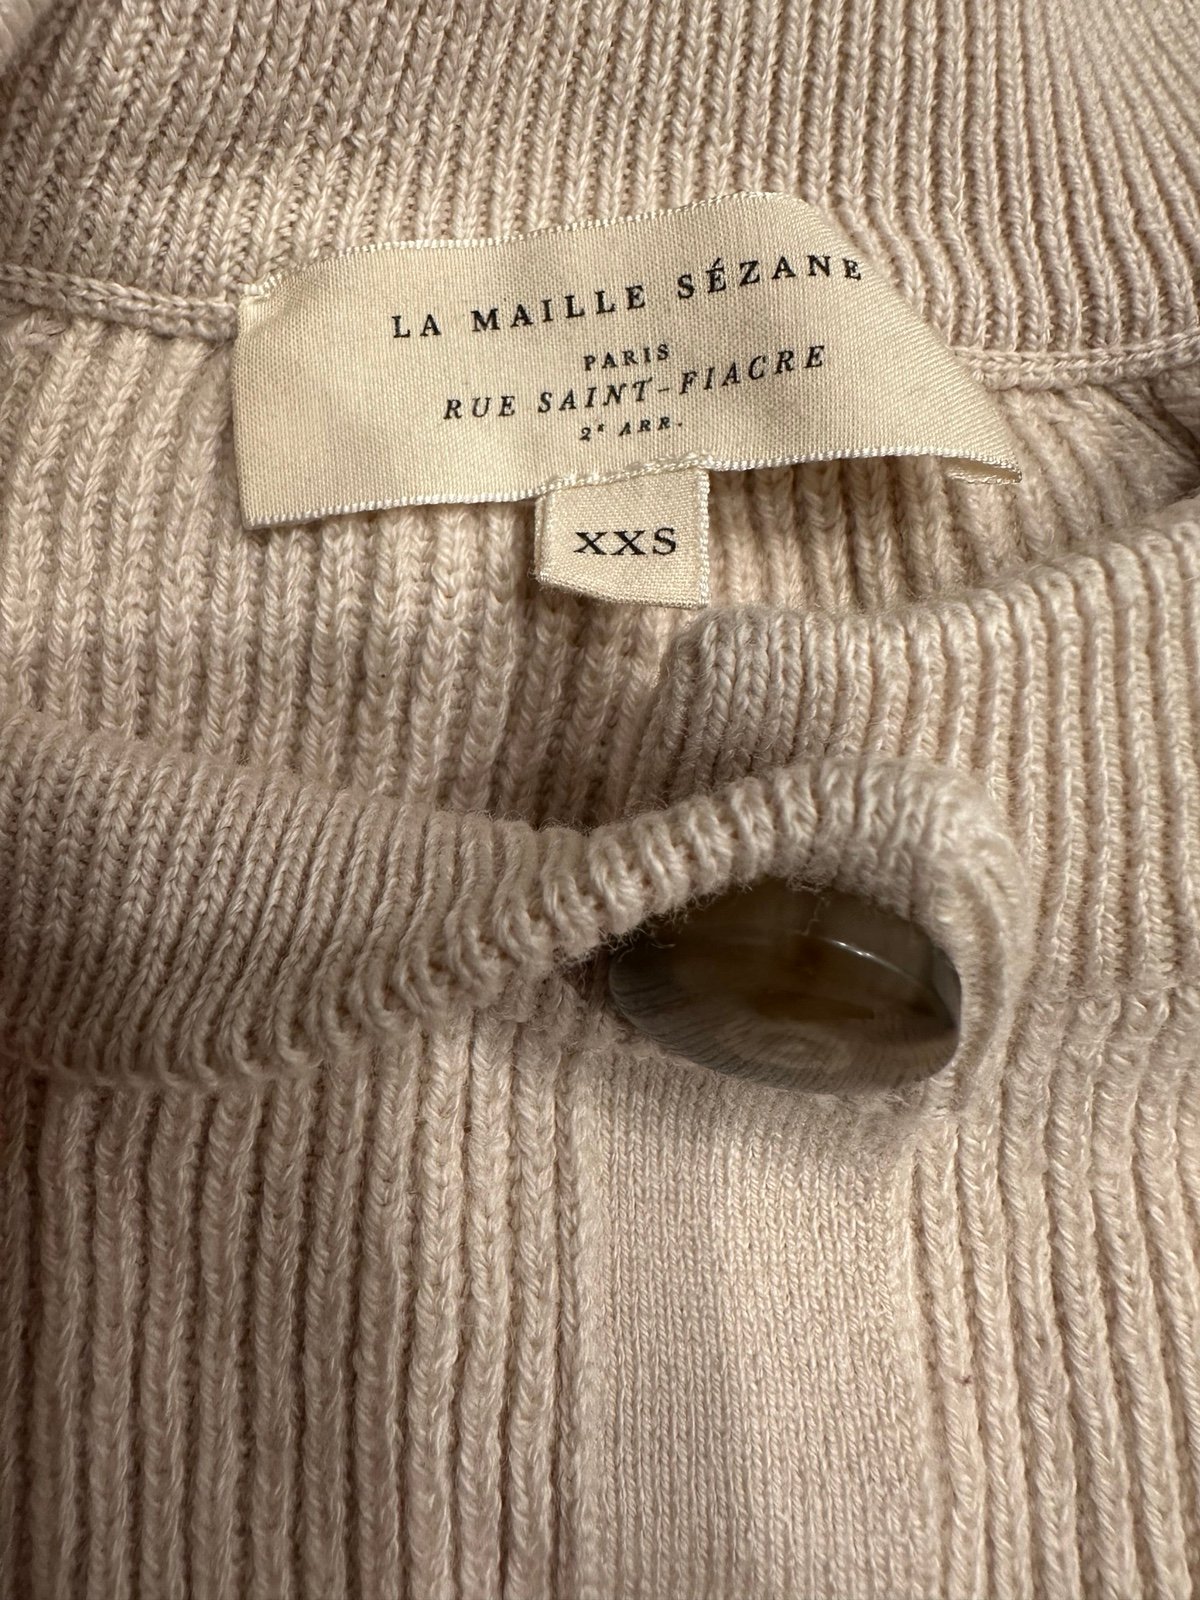 LA MAILLE SÉZANE
PARIS
RUE SAINT-FIACRE
2e ARR.
XXS